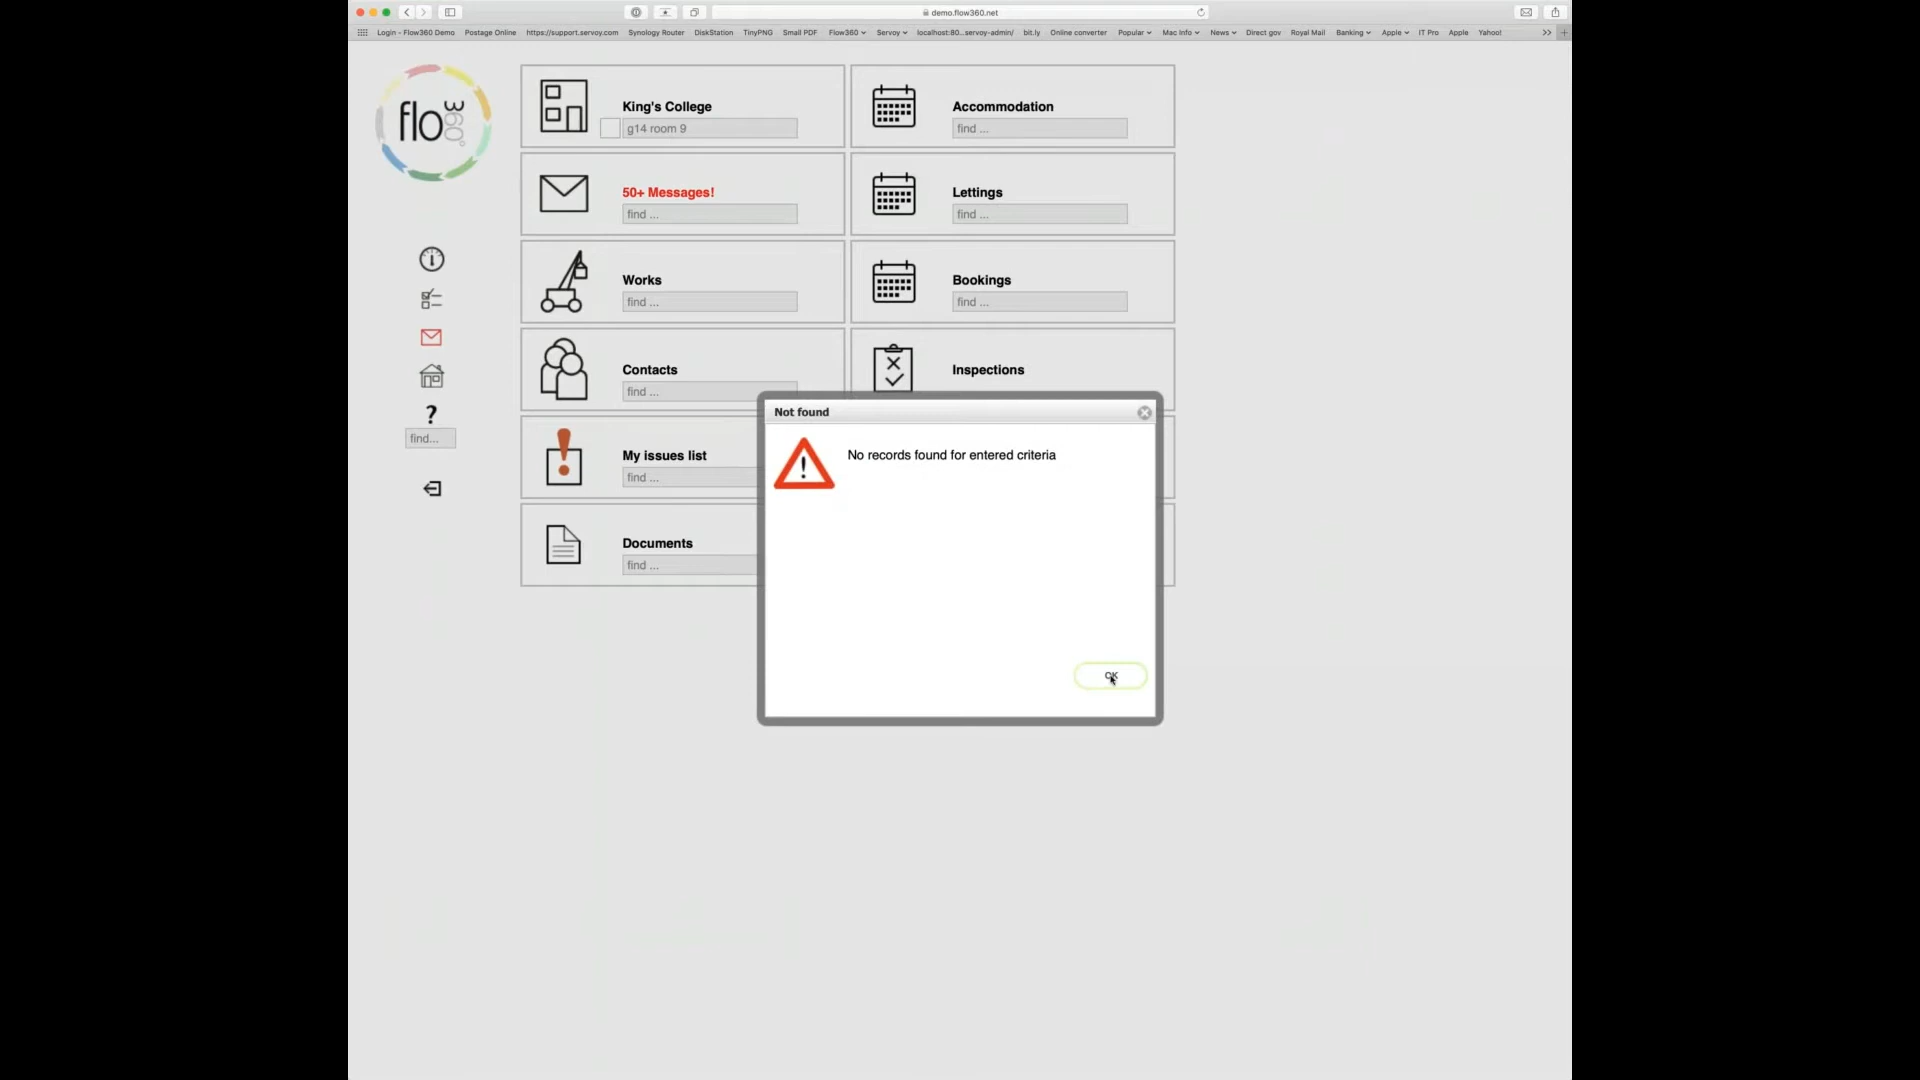 demo.flow360.net
Login - Flow360 Demo Postage Online https://support.servoy.com Synology Router DiskStation TinyPNG Small PDF Flow360 Servoy localhost:80...servoy-admin/ bit.ly Online converter Popular Mac Info News Direct gov Royal Mail Banking Apple IT Pro Apple Yahoo!
flo 360°
King's College
g14 room 9
Accommodation
find ...
50+ Messages!
find ...
Lettings
find ...
Works
find ...
Bookings
find ...
Contacts
find ...
Inspections
?
find...
My issues list
find ...
Documents
find ...
Not found
No records found for entered criteria
OK